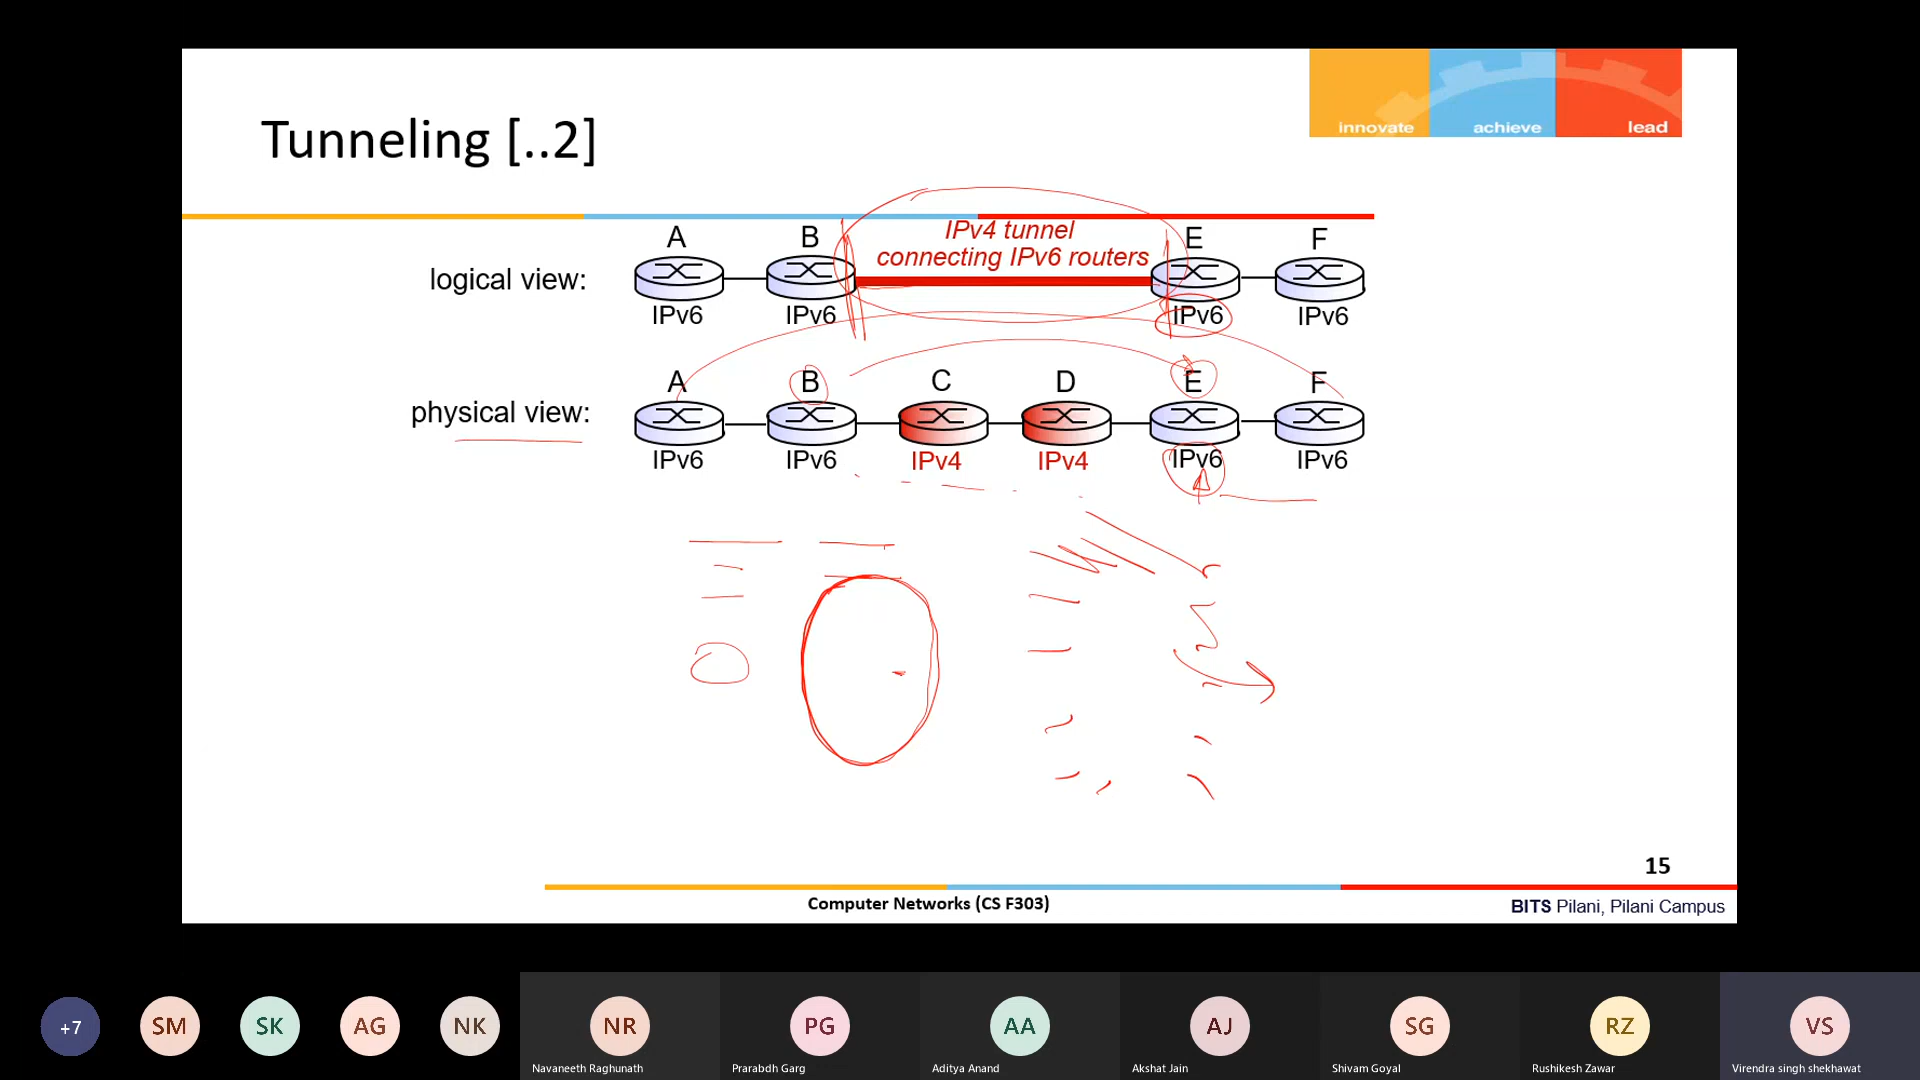 innovate achieve lead
Tunneling [..2]
IPv4 tunnel
connecting IPv6 routers
A B E F
logical view:
IPv6 IPv6 IPv6 IPv6
A B C D E F
physical view:
IPv6 IPv6 IPv4 IPv4 IPv6 IPv6
15
Computer Networks (CS F303)
BITS Pilani, Pilani Campus
+7 SM SK AG NK NR PG AA AJ SG RZ VS
Navaneeth Raghunath Prarabdh Garg Aditya Anand Akshat Jain Shivam Goyal Rushikesh Zawar Virendra singh shekhawat